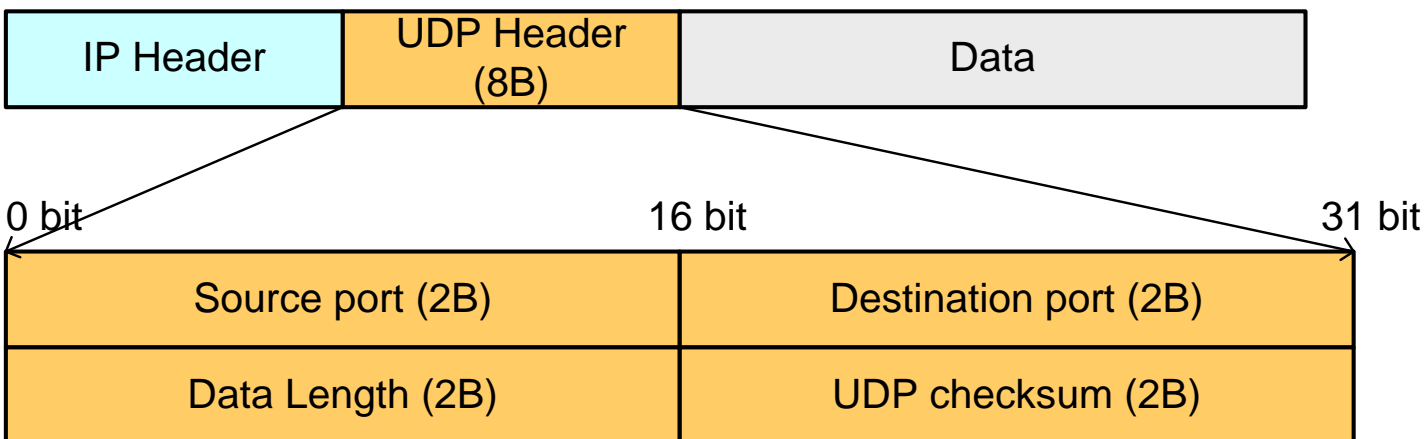 IP Header
UDP Header
(8B)
Data
0 bit
16 bit
31 bit
Source port (2B)
Destination port (2B)
Data Length (2B)
UDP checksum (2B)